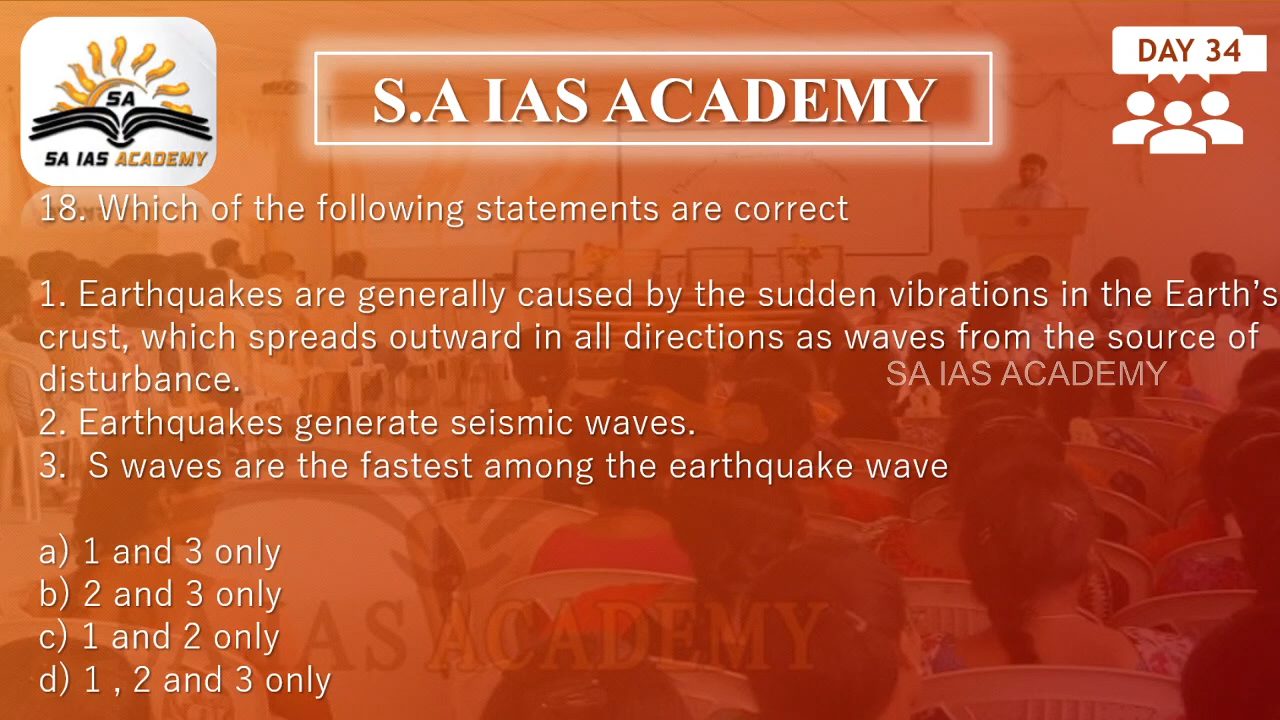 SA
SA IAS ACADEMY
S.A IAS ACADEMY
DAY 34
18. Which of the following statements are correct
1. Earthquakes are generally caused by the sudden vibrations in the Earth’s
crust, which spreads outward in all directions as waves from the source of
disturbance.
SA IAS ACADEMY
2. Earthquakes generate seismic waves.
3. S waves are the fastest among the earthquake wave
a) 1 and 3 only
b) 2 and 3 only
c) 1 and 2 only
IAS ACADEMY
d) 1 , 2 and 3 only